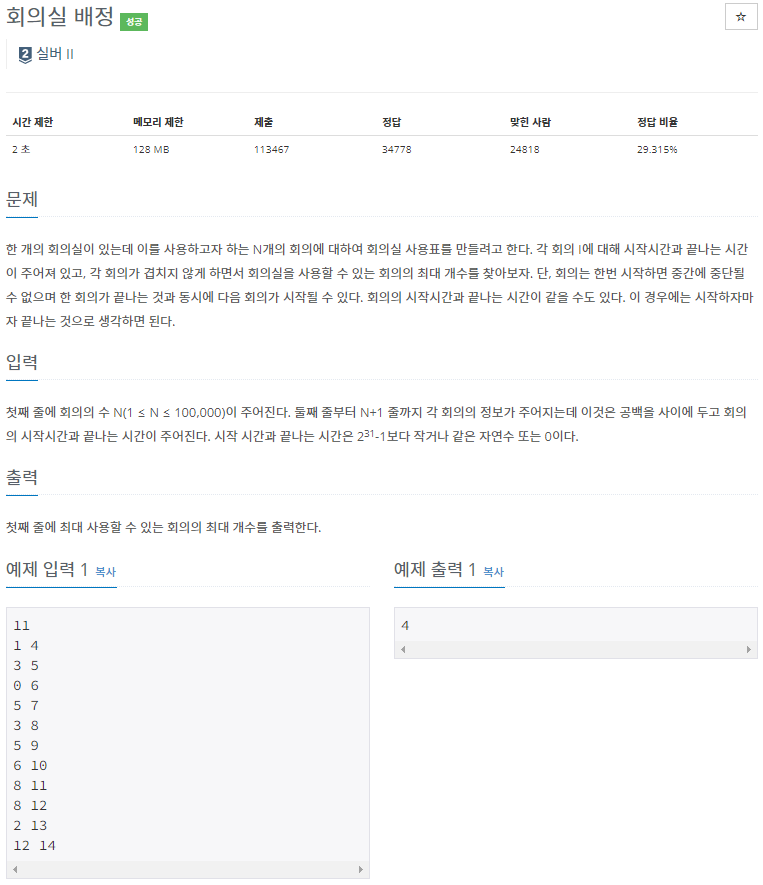 회의실 배정 성공
☆
2 실버 II
시간 제한 메모리 제한 제출 정답 맞힌 사람 정답 비율
2 초 128 MB 113467 34778 24818 29.315%
문제
한 개의 회의실이 있는데 이를 사용하고자 하는 N개의 회의에 대하여 회의실 사용표를 만들려고 한다. 각 회의 I에 대해 시작시간과 끝나는 시간
이 주어져 있고, 각 회의가 겹치지 않게 하면서 회의실을 사용할 수 있는 회의의 최대 개수를 찾아보자. 단, 회의는 한번 시작하면 중간에 중단될
수 없으며 한 회의가 끝나는 것과 동시에 다음 회의가 시작될 수 있다. 회의의 시작시간과 끝나는 시간이 같을 수도 있다. 이 경우에는 시작하자마
자 끝나는 것으로 생각하면 된다.
입력
첫째 줄에 회의의 수 N(1 ≤ N ≤ 100,000)이 주어진다. 둘째 줄부터 N+1 줄까지 각 회의의 정보가 주어지는데 이것은 공백을 사이에 두고 회의
의 시작시간과 끝나는 시간이 주어진다. 시작 시간과 끝나는 시간은 2³¹-1보다 작거나 같은 자연수 또는 0이다.
출력
첫째 줄에 최대 사용할 수 있는 회의의 최대 개수를 출력한다.
예제 입력 1 복사
11
1 4
3 5
0 6
5 7
3 8
5 9
6 10
8 11
8 12
2 13
12 14
예제 출력 1 복사
4